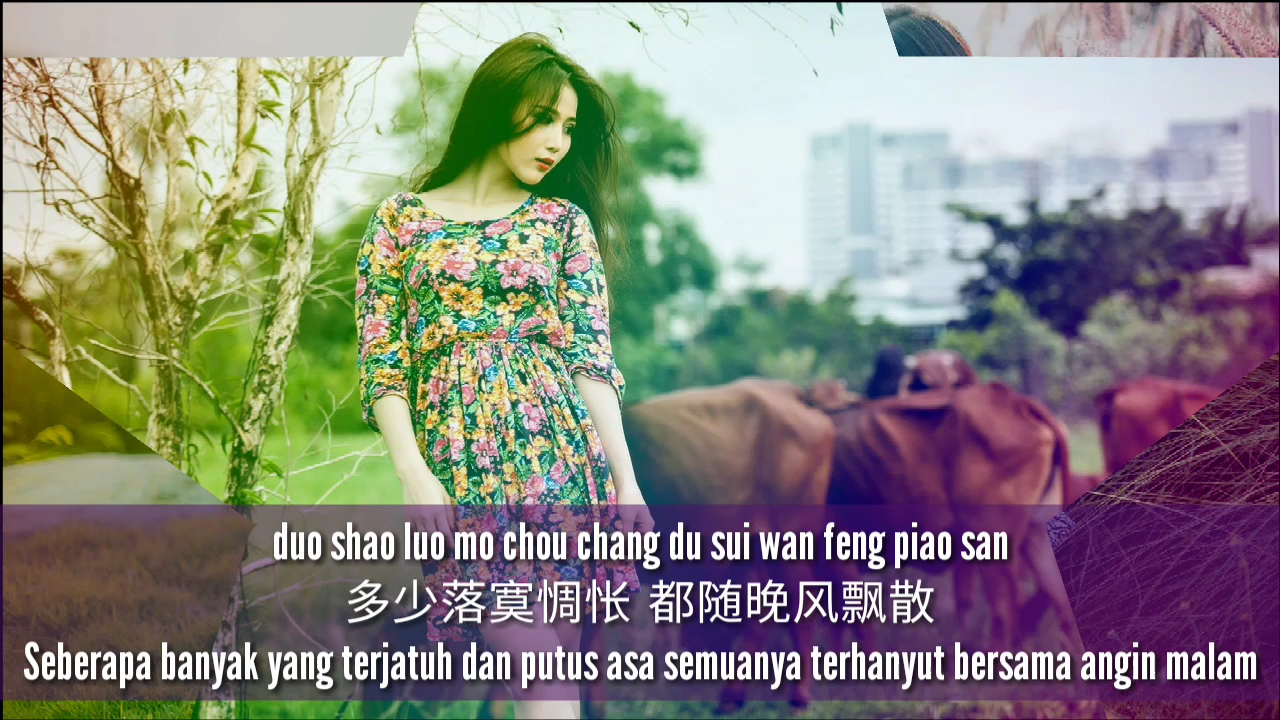 duo shao luo mo chou chang du sui wan feng piao san
多少落寞惆怅 都随晚风飘散
Seberapa banyak yang terjatuh dan putus asa semuanya terhanyut bersama angin malam